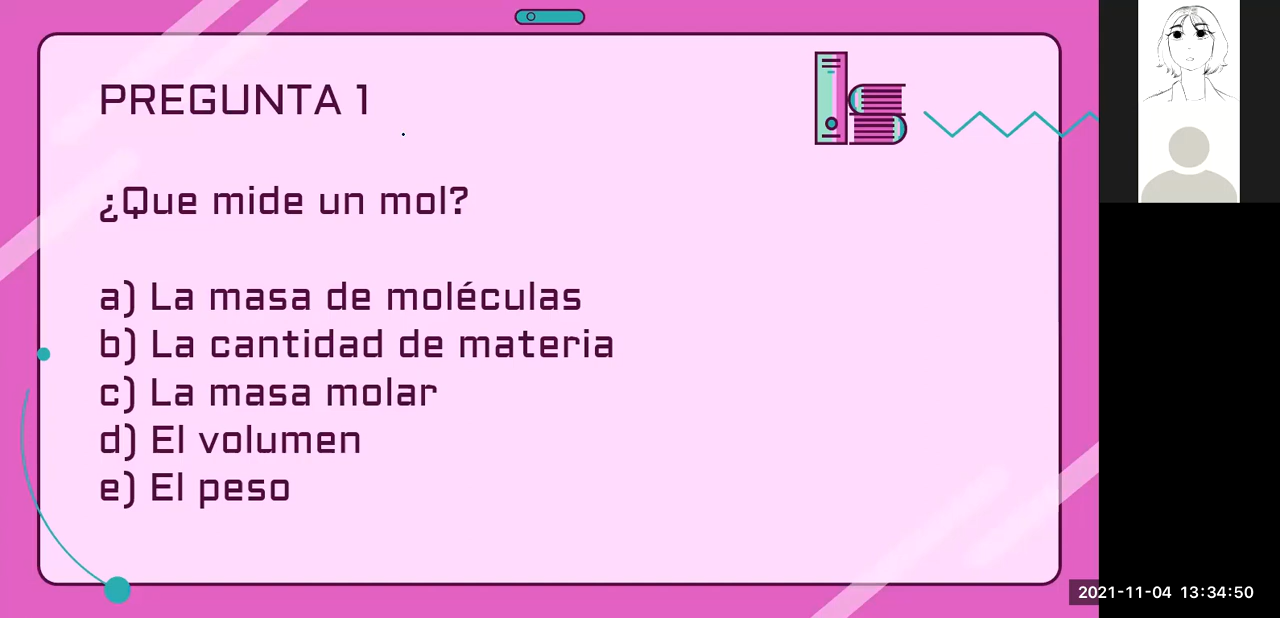 PREGUNTA 1
¿Que mide un mol?
a) La masa de moléculas
b) La cantidad de materia
c) La masa molar
d) El volumen
e) El peso
2021-11-04 13:34:50